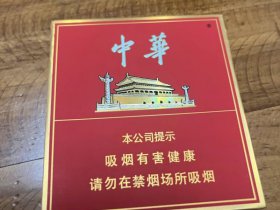 中華
本公司提示
吸烟有害健康
请勿在禁烟场所吸烟